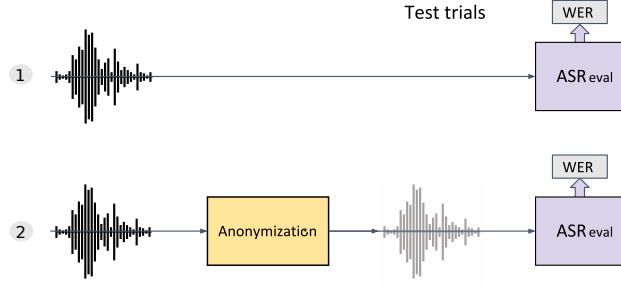 Test trials
WER
1
ASR eval
WER
2
Anonymization
ASR eval